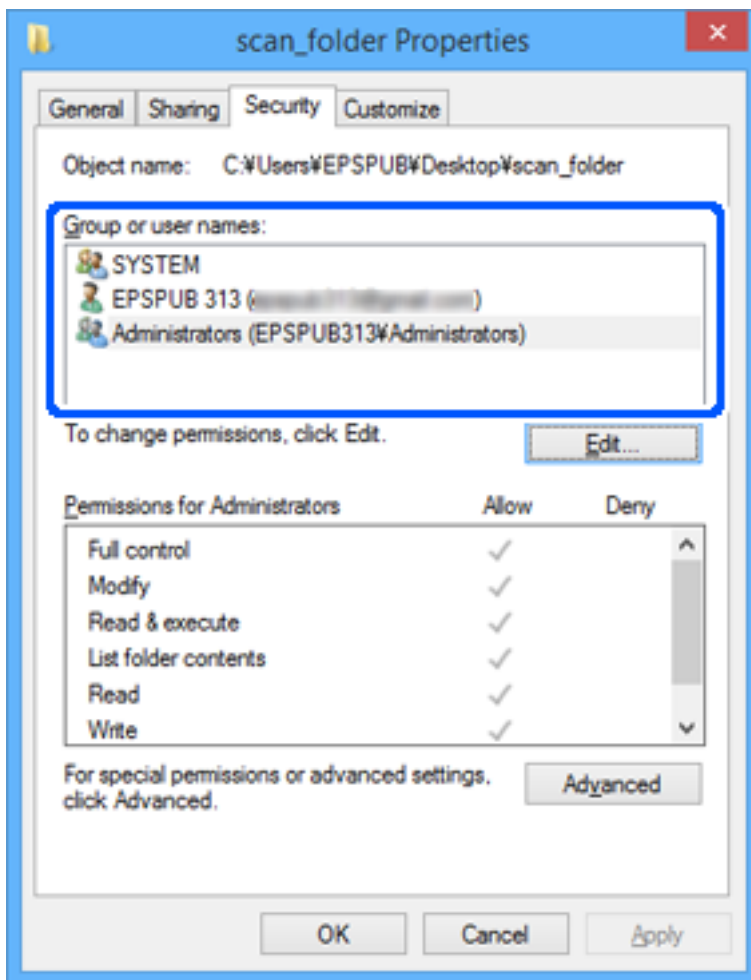 scan_folder Properties
General Sharing Security Customize
Object name: C:¥Users¥EPSPUB¥Desktop¥scan_folder
Group or user names:
SYSTEM
EPSPUB 313 ( )
Administrators (EPSPUB313¥Administrators)
To change permissions, click Edit.
Edit...
Permissions for Administrators Allow Deny
Full control
Modify
Read & execute
List folder contents
Read
Write
For special permissions or advanced settings,
click Advanced.
Advanced
OK Cancel Apply